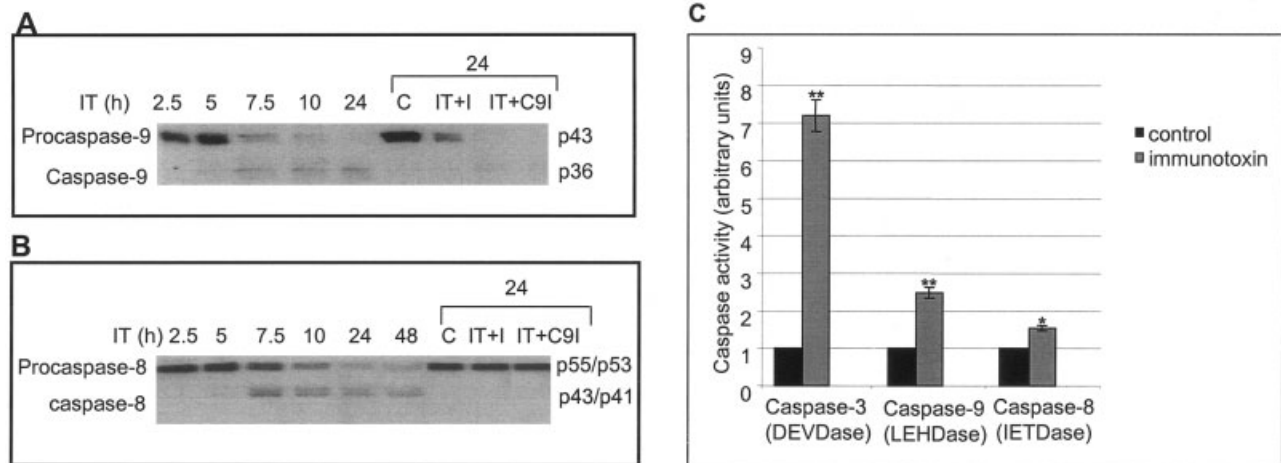 A
24
IT (h) 2.5 5 7.5 10 24 C IT+I IT+C9I
Procaspase-9 p43
Caspase-9 p36
B
24
IT (h) 2.5 5 7.5 10 24 48 C IT+I IT+C9I
Procaspase-8 p55/p53
caspase-8 p43/p41
C
Caspase activity (arbitrary units)
9
8
7
6
5
4
3
2
1
0
**
**
*
control
immunotoxin
Caspase-3 Caspase-9 Caspase-8
(DEVDase) (LEHDase) (IETDase)